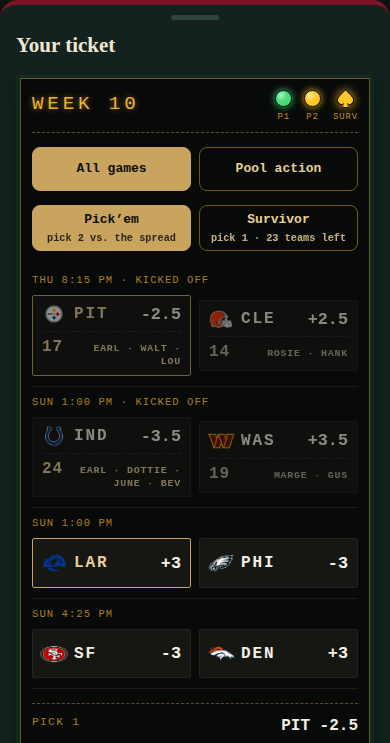 Your ticket
WEEK 10
P1 P2 SURV
All games
Pool action
Pick’em
pick 2 vs. the spread
Survivor
pick 1 · 23 teams left
THU 8:15 PM · KICKED OFF
PIT -2.5
17 EARL · WALT ·
LOU
CLE +2.5
14 ROSIE · HANK
SUN 1:00 PM · KICKED OFF
IND -3.5
24 EARL · DOTTIE ·
JUNE · BEV
WAS +3.5
19 MARGE · GUS
SUN 1:00 PM
LAR +3
PHI -3
SUN 4:25 PM
SF -3
DEN +3
PICK 1 PIT -2.5